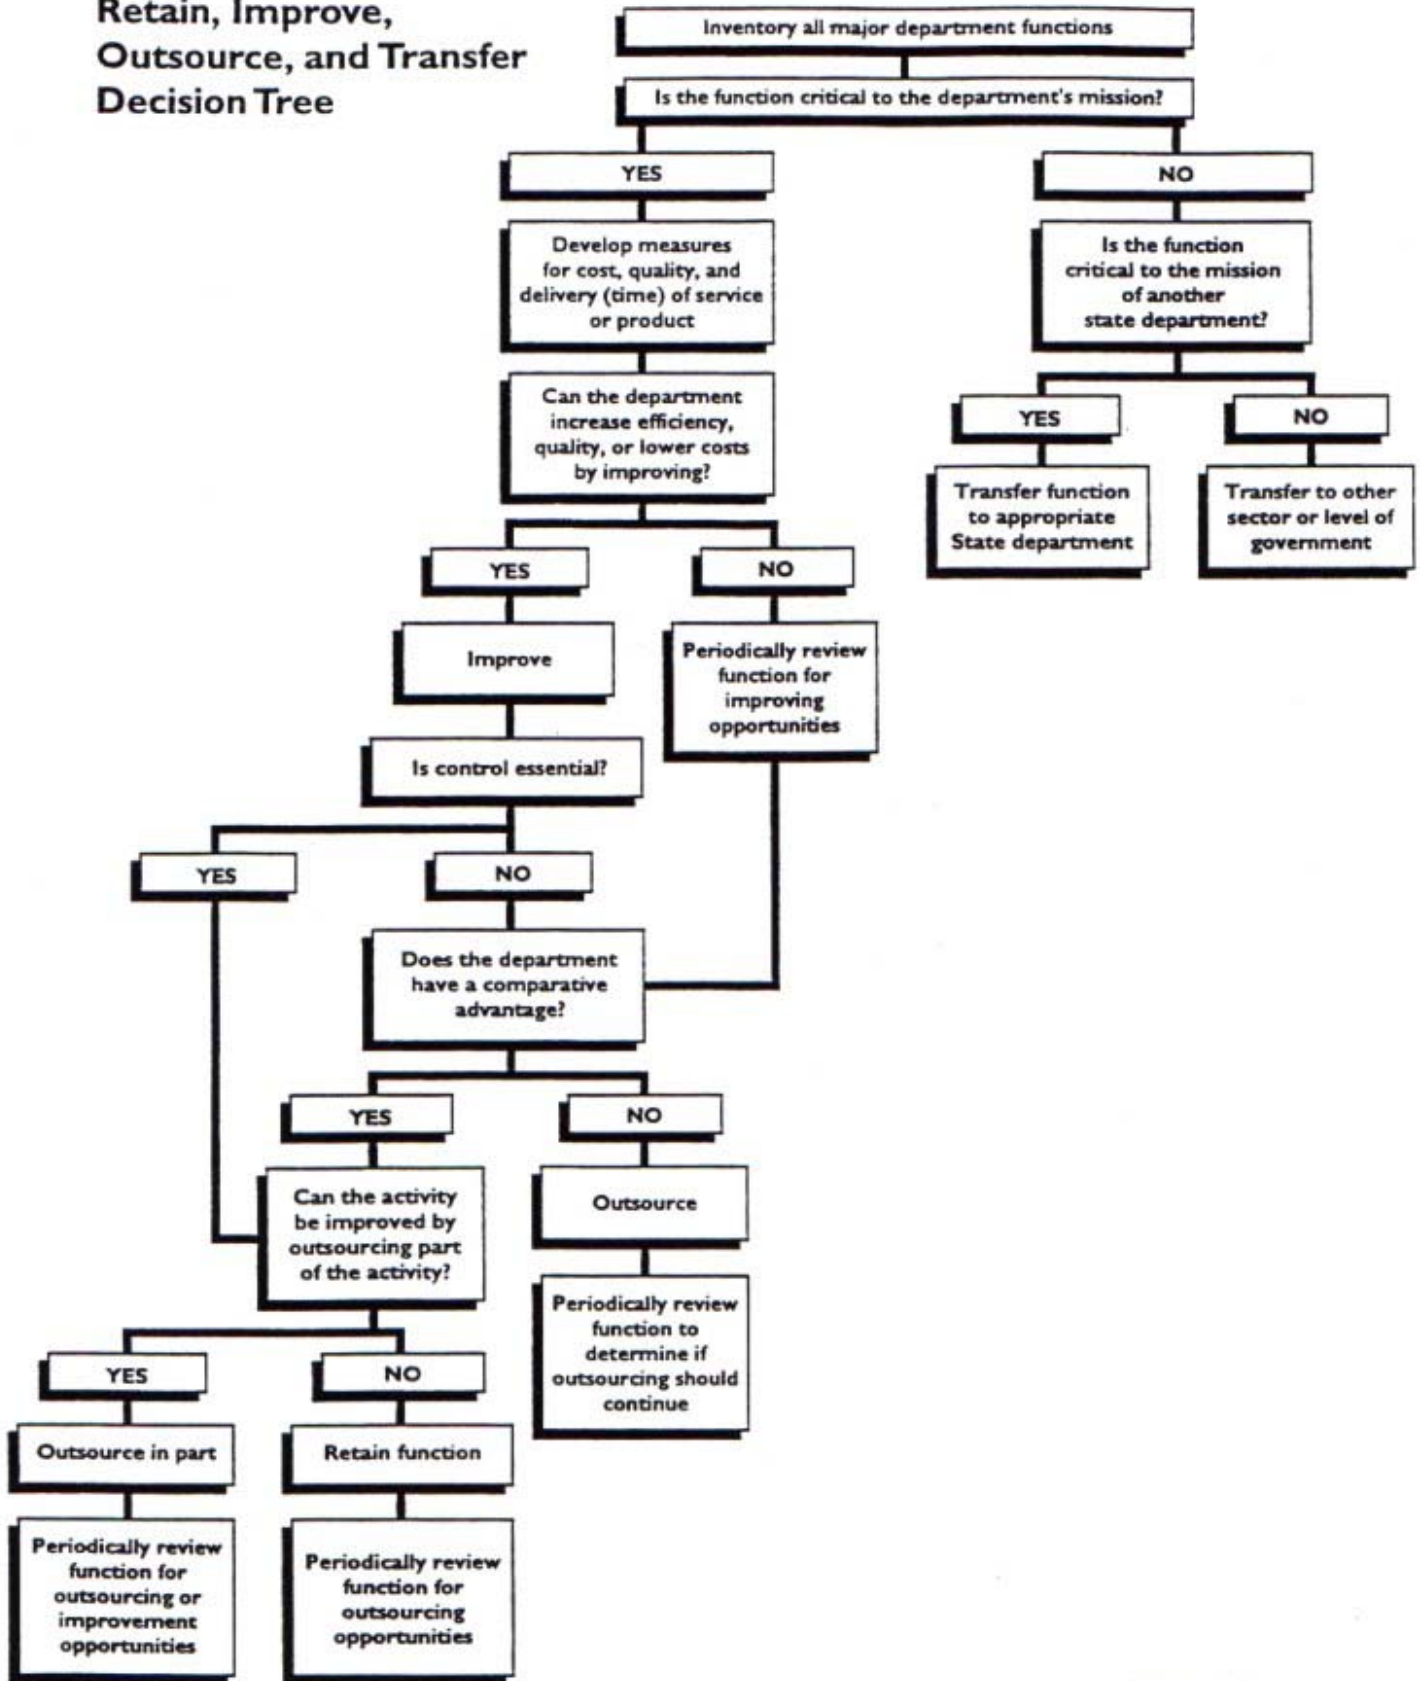 Retain, Improve,
Outsource, and Transfer
Decision Tree
Inventory all major department functions
Is the function critical to the department's mission?
YES
NO
Develop measures
for cost, quality, and
delivery (time) of service
or product
Is the function
critical to the mission
of another
state department?
Can the department
increase efficiency,
quality, or lower costs
by improving?
YES
NO
Transfer function
to appropriate
State department
Transfer to other
sector or level of
government
YES
NO
Improve
Periodically review
function for
improving
opportunities
Is control essential?
YES
NO
Does the department
have a comparative
advantage?
YES
NO
Can the activity
be improved by
outsourcing part
of the activity?
Outsource
Periodically review
function to
determine if
outsourcing should
continue
YES
NO
Outsource in part
Retain function
Periodically review
function for
outsourcing or
improvement
opportunities
Periodically review
function for
outsourcing
opportunities